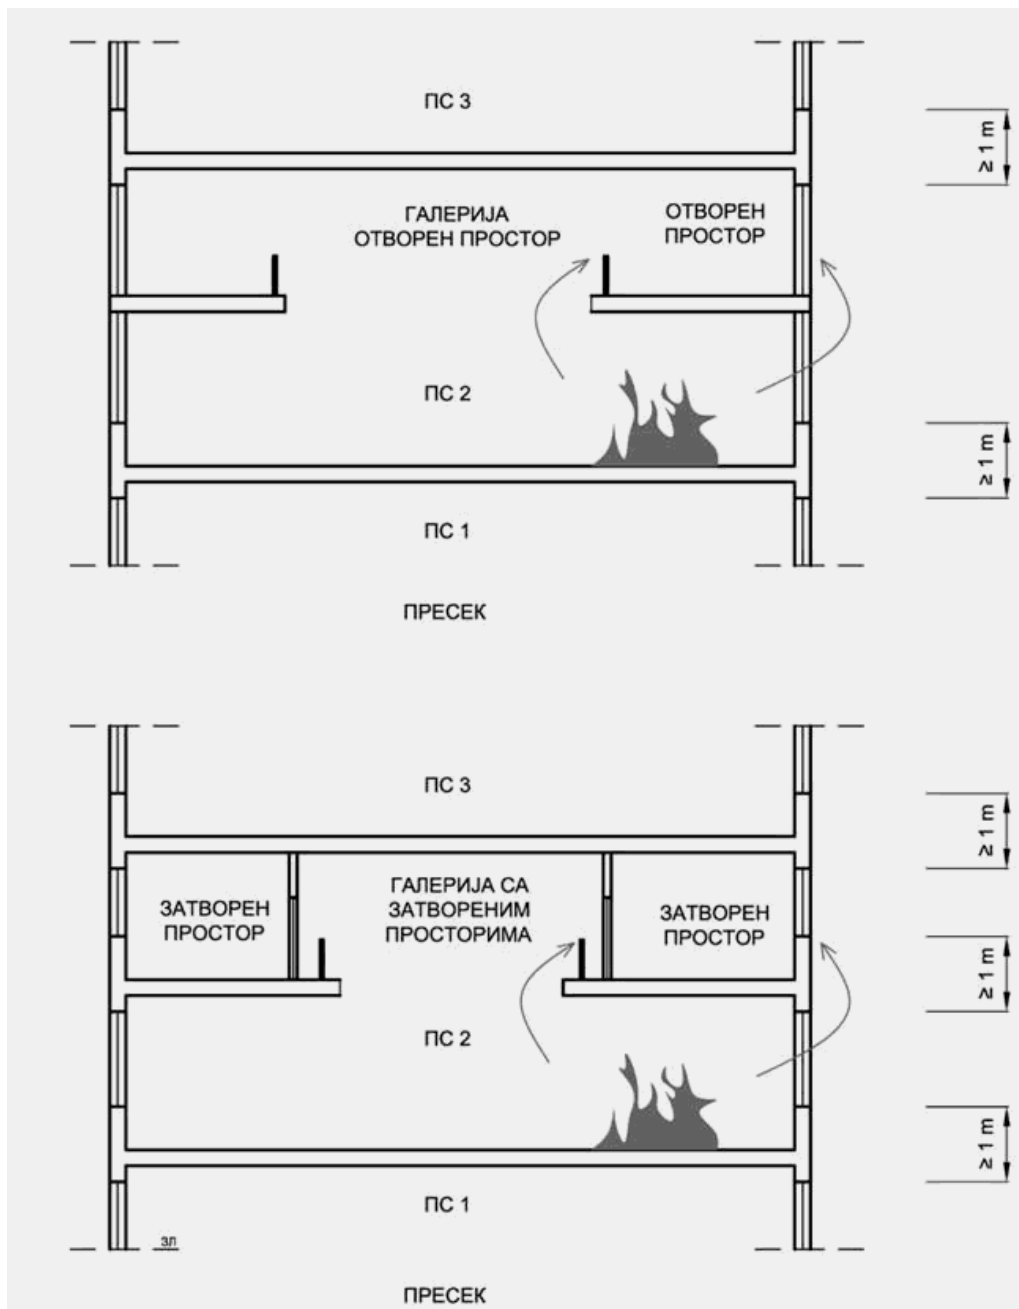 ПС 3
≥ 1 m
ГАЛЕРИЈА
ОТВОРЕН ПРОСТОР
ОТВОРЕН
ПРОСТОР
ПС 2
≥ 1 m
ПС 1
ПРЕСЕК
ПС 3
≥ 1 m
ЗАТВОРЕН
ПРОСТОР
ГАЛЕРИЈА СА
ЗАТВОРЕНИМ
ПРОСТОРИМА
ЗАТВОРЕН
ПРОСТОР
≥ 1 m
ПС 2
≥ 1 m
ПС 1
ЗЛ
ПРЕСЕК